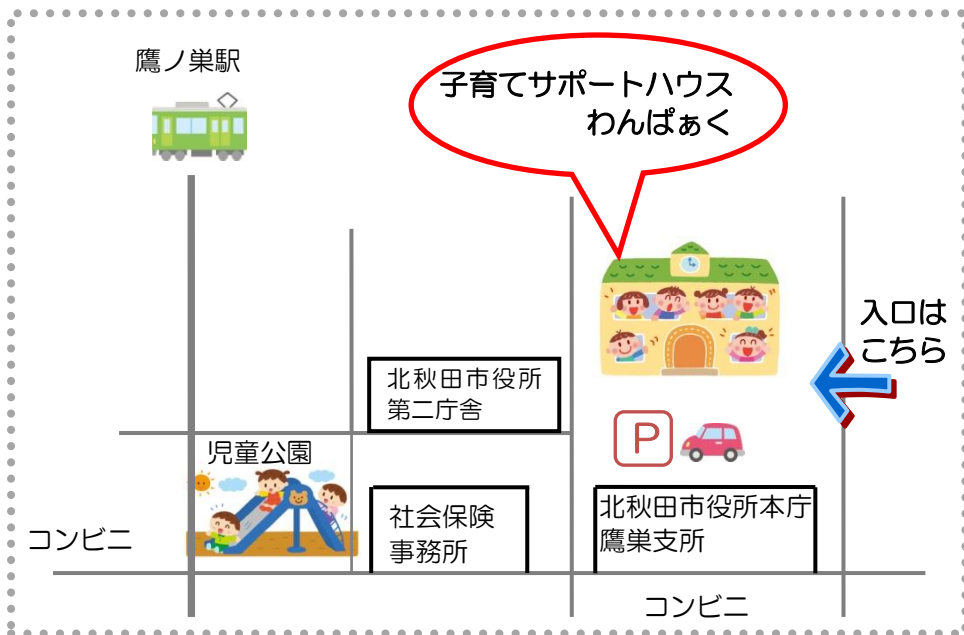 鷹ノ巣駅
子育てサポートハウス
わんぱぁく
入口は
こちら
北秋田市役所
第二庁舎
P
児童公園
社会保険
事務所
北秋田市役所本庁
鷹巣支所
コンビニ
コンビニ